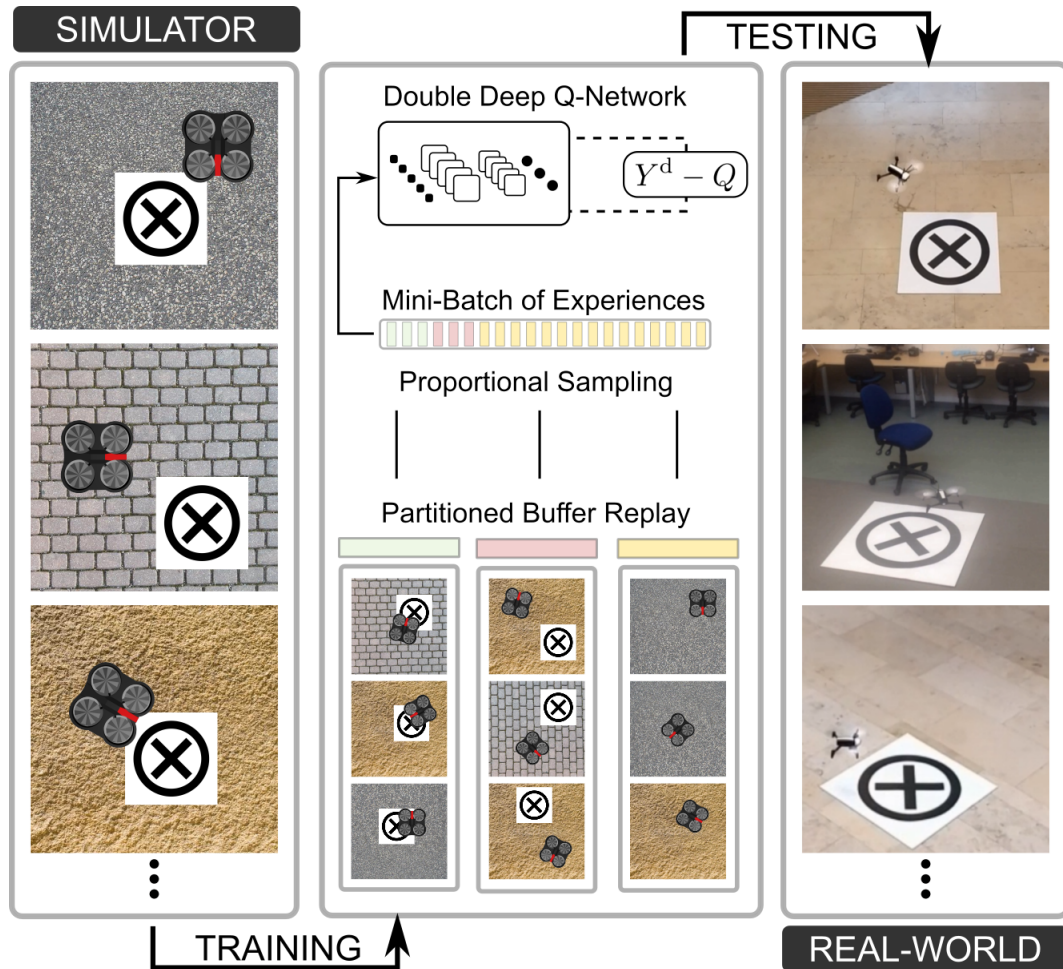 SIMULATOR
TESTING
Double Deep Q-Network
Y^d − Q
Mini-Batch of Experiences
Proportional Sampling
Partitioned Buffer Replay
TRAINING
REAL-WORLD